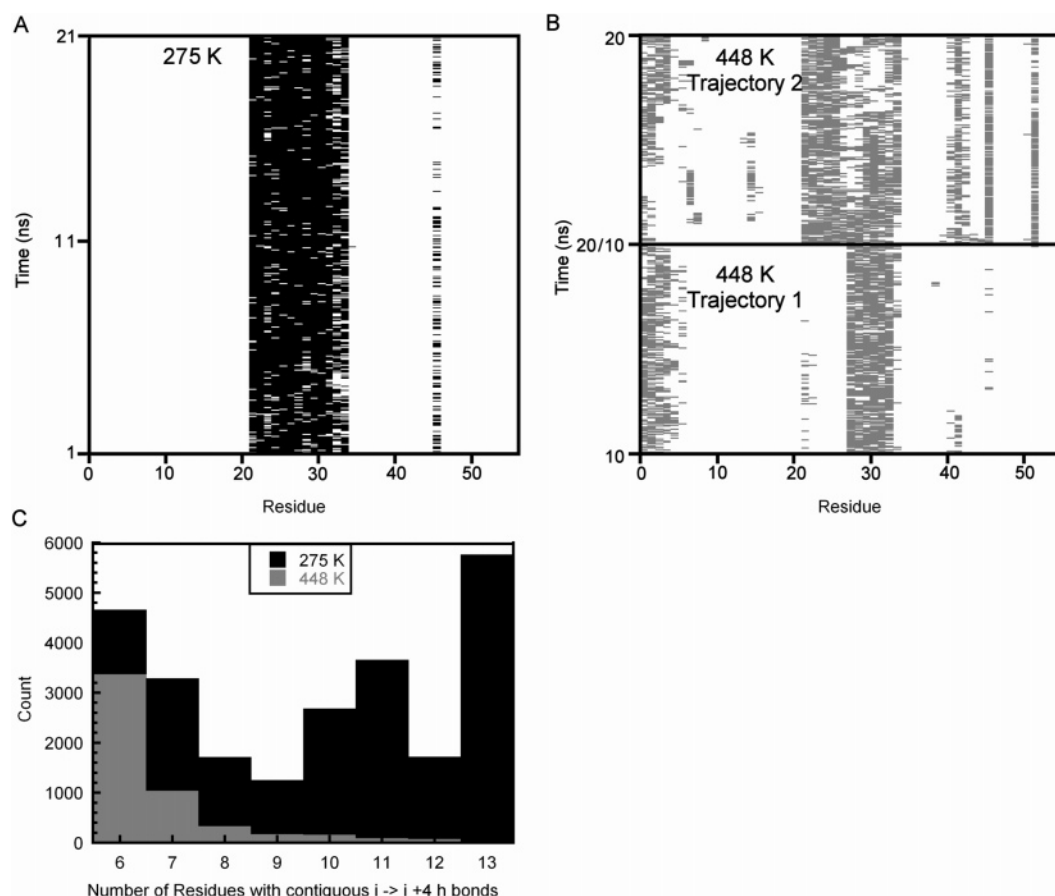 A
275 K
21
11
1
Time (ns)
0 10 20 30 40 50
Residue
B
448 K
Trajectory 2
448 K
Trajectory 1
20
20/10
10
Time (ns)
0 10 20 30 40 50
Residue
C
275 K
448 K
6000
5000
4000
3000
2000
1000
0
Count
6 7 8 9 10 11 12 13
Number of Residues with contiguous i -> i +4 h bonds